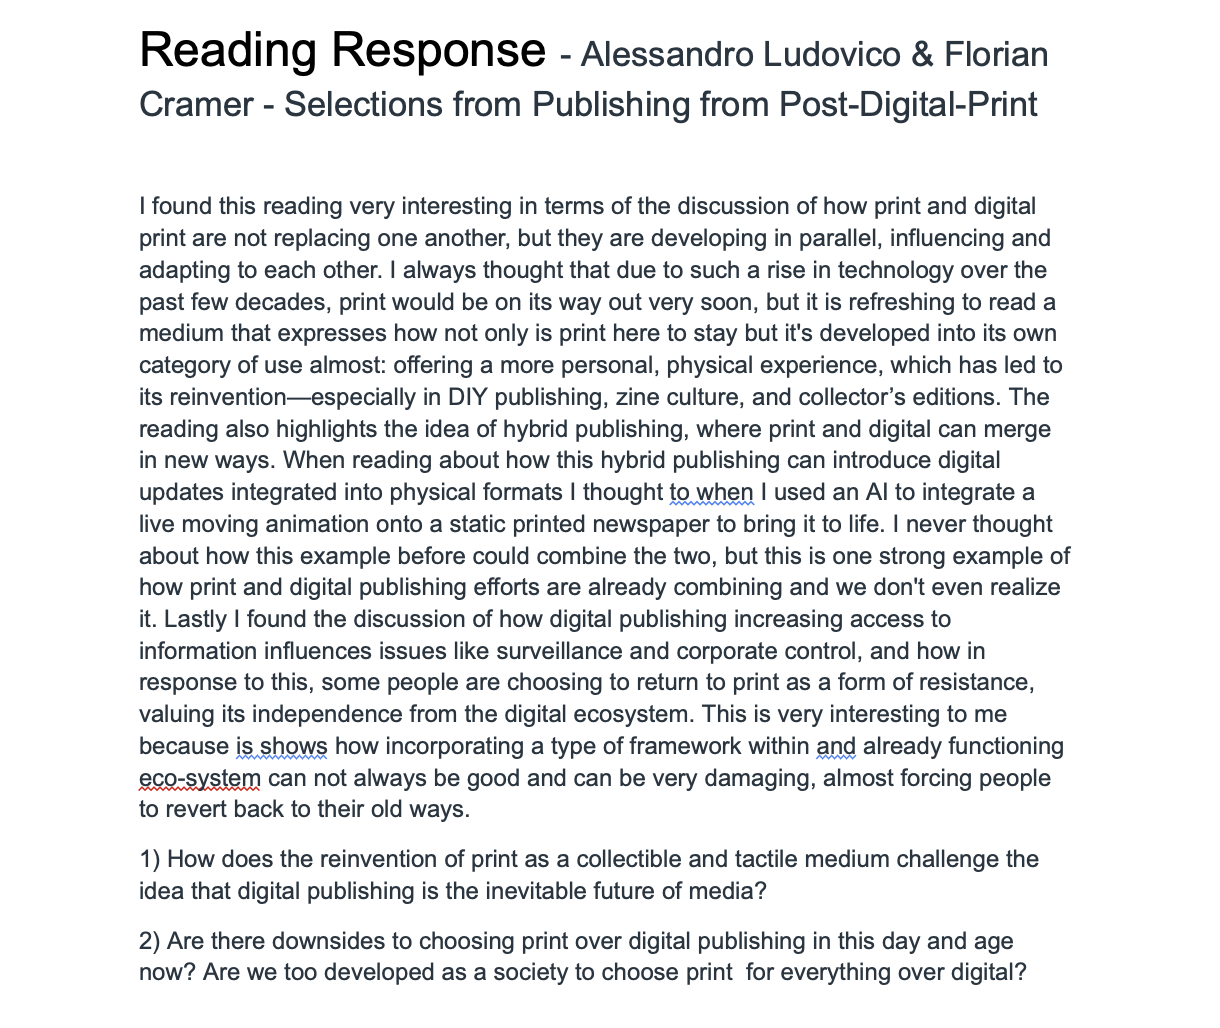 Reading Response - Alessandro Ludovico & Florian
Cramer - Selections from Publishing from Post-Digital-Print
I found this reading very interesting in terms of the discussion of how print and digital
print are not replacing one another, but they are developing in parallel, influencing and
adapting to each other. I always thought that due to such a rise in technology over the
past few decades, print would be on its way out very soon, but it is refreshing to read a
medium that expresses how not only is print here to stay but it's developed into its own
category of use almost: offering a more personal, physical experience, which has led to
its reinvention—especially in DIY publishing, zine culture, and collector’s editions. The
reading also highlights the idea of hybrid publishing, where print and digital can merge
in new ways. When reading about how this hybrid publishing can introduce digital
updates integrated into physical formats I thought to when I used an AI to integrate a
live moving animation onto a static printed newspaper to bring it to life. I never thought
about how this example before could combine the two, but this is one strong example of
how print and digital publishing efforts are already combining and we don't even realize
it. Lastly I found the discussion of how digital publishing increasing access to
information influences issues like surveillance and corporate control, and how in
response to this, some people are choosing to return to print as a form of resistance,
valuing its independence from the digital ecosystem. This is very interesting to me
because is shows how incorporating a type of framework within and already functioning
eco-system can not always be good and can be very damaging, almost forcing people
to revert back to their old ways.
1) How does the reinvention of print as a collectible and tactile medium challenge the
idea that digital publishing is the inevitable future of media?
2) Are there downsides to choosing print over digital publishing in this day and age
now? Are we too developed as a society to choose print  for everything over digital?